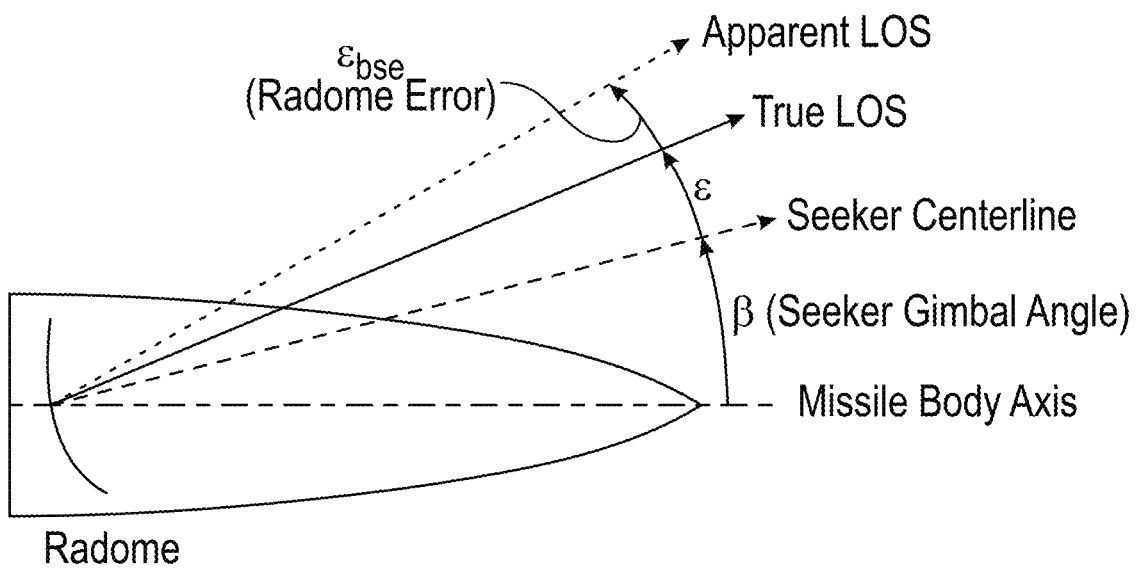 Apparent LOS
εbse
(Radome Error)
True LOS
ε
Seeker Centerline
β (Seeker Gimbal Angle)
Missile Body Axis
Radome